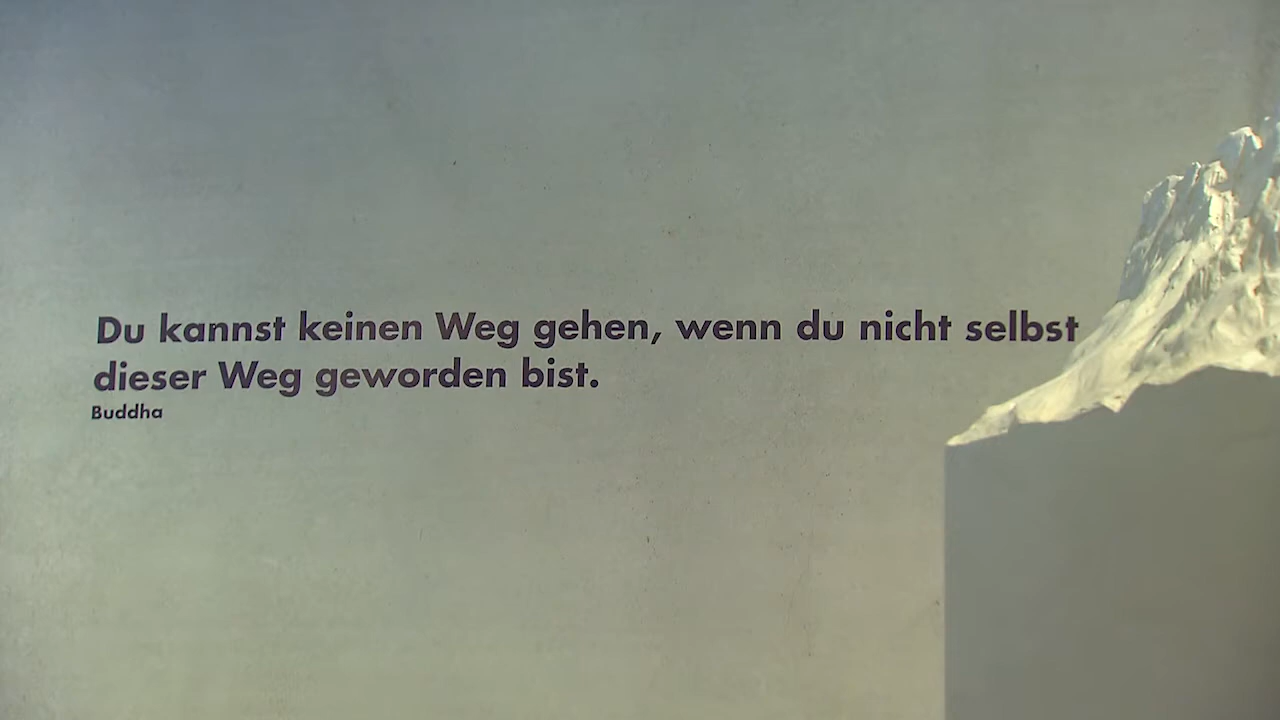 Du kannst keinen Weg gehen, wenn du nicht selbst
dieser Weg geworden bist.
Buddha